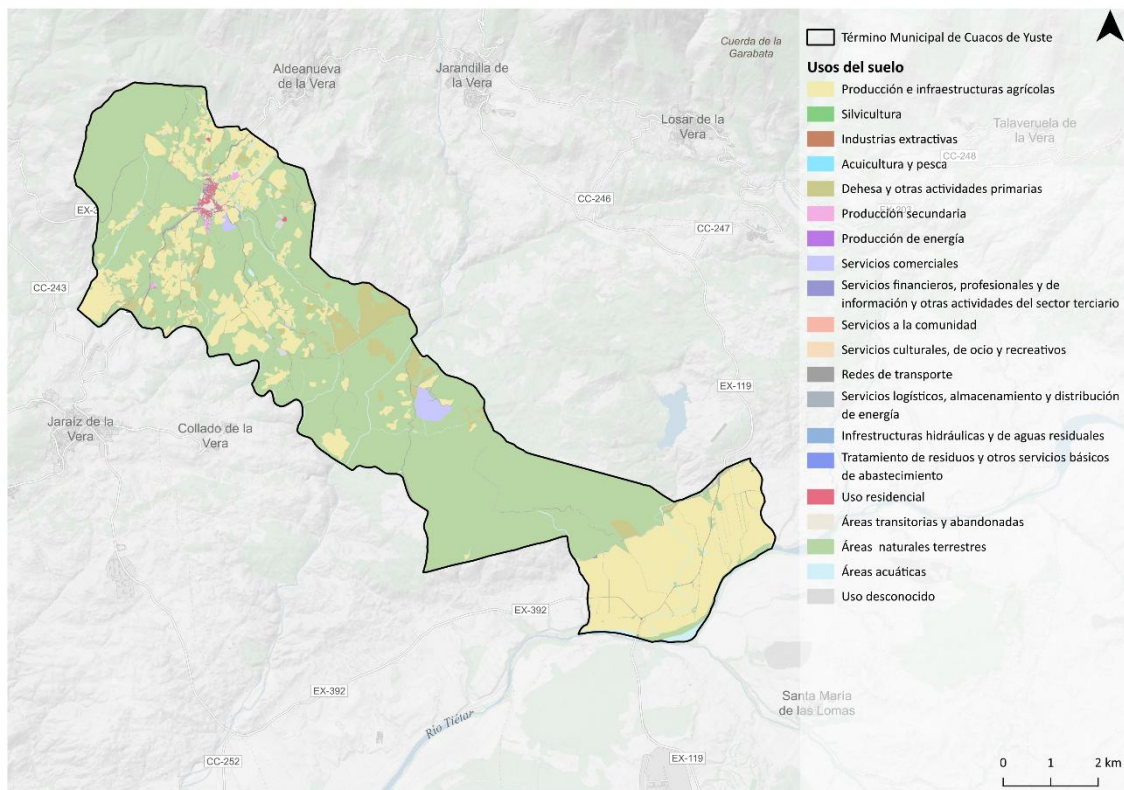 Cuerda de la
Garabata
Aldeanueva
de la Vera
Jarandilla de
la Vera
Losar de la
Vera
Talaveruela de
la Vera
CC-248
EX-203
CC-246
CC-247
EX-3
CC-243
EX-119
Jaraíz de la
Vera
Collado de la
Vera
EX-392
EX-392
Río Tiétar
Santa María
de las Lomas
CC-252
EX-119
Término Municipal de Cuacos de Yuste
Usos del suelo
Producción e infraestructuras agrícolas
Silvicultura
Industrias extractivas
Acuicultura y pesca
Dehesa y otras actividades primarias
Producción secundaria
Producción de energía
Servicios comerciales
Servicios financieros, profesionales y de
información y otras actividades del sector terciario
Servicios a la comunidad
Servicios culturales, de ocio y recreativos
Redes de transporte
Servicios logísticos, almacenamiento y distribución
de energía
Infrestructuras hidráulicas y de aguas residuales
Tratamiento de residuos y otros servicios básicos
de abastecimiento
Uso residencial
Áreas transitorias y abandonadas
Áreas naturales terrestres
Áreas acuáticas
Uso desconocido
0 1 2 km